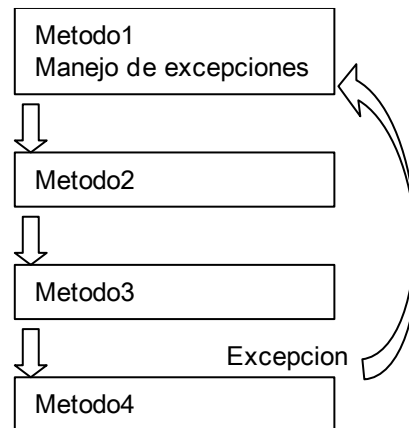 Metodo1
Manejo de excepciones
Metodo2
Metodo3
Excepcion
Metodo4